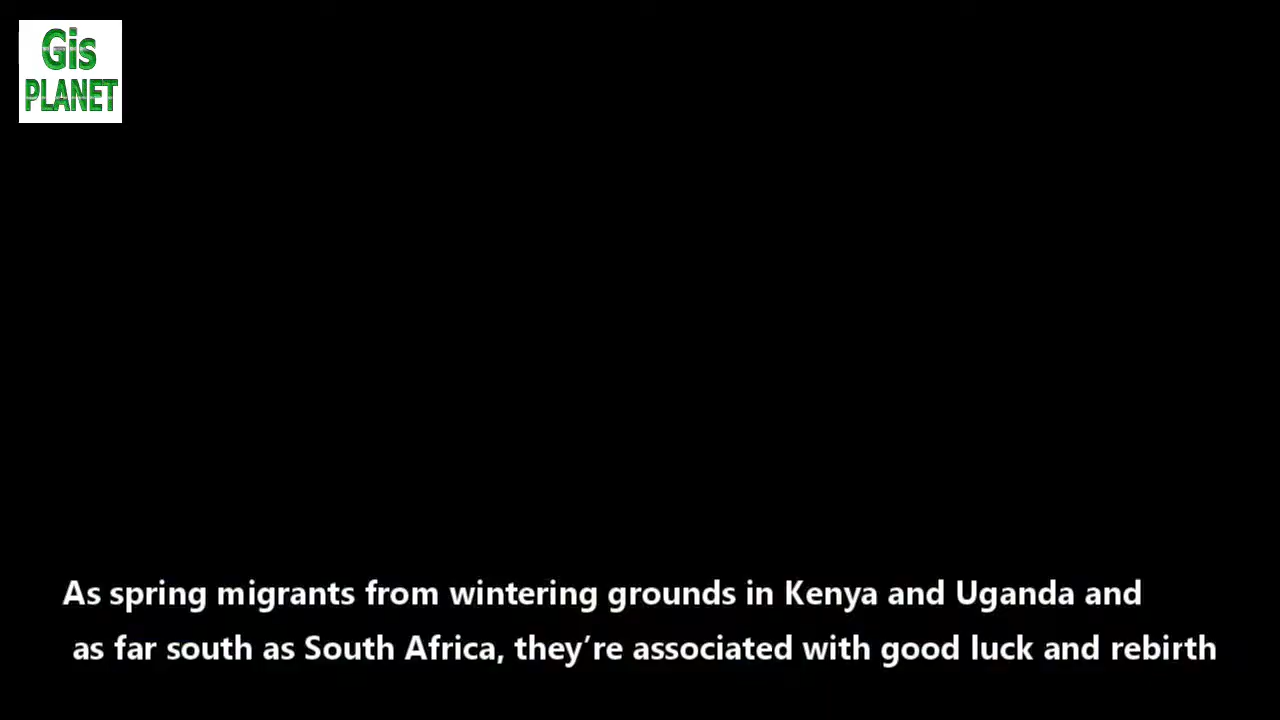 Gis
PLANET
As spring migrants from wintering grounds in Kenya and Uganda and
as far south as South Africa, they’re associated with good luck and rebirth